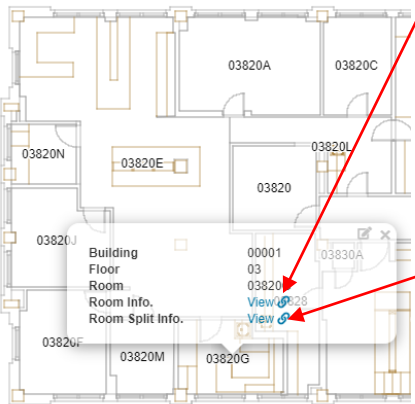 03820A
03820C
03820N
03820E
03820L
03820
03820J
03830A
Building 00001
Floor 03
Room 03820
Room Info. View
Room Split Info. View
03820F
03820M
03820G